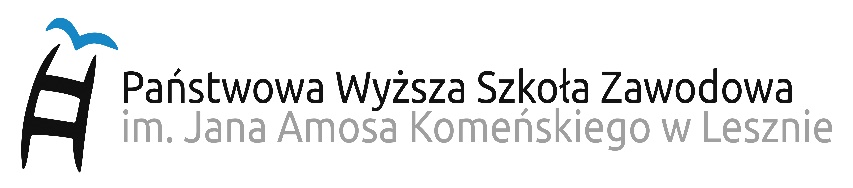 Państwowa Wyższa Szkoła Zawodowa
im. Jana Amosa Komeńskiego w Lesznie